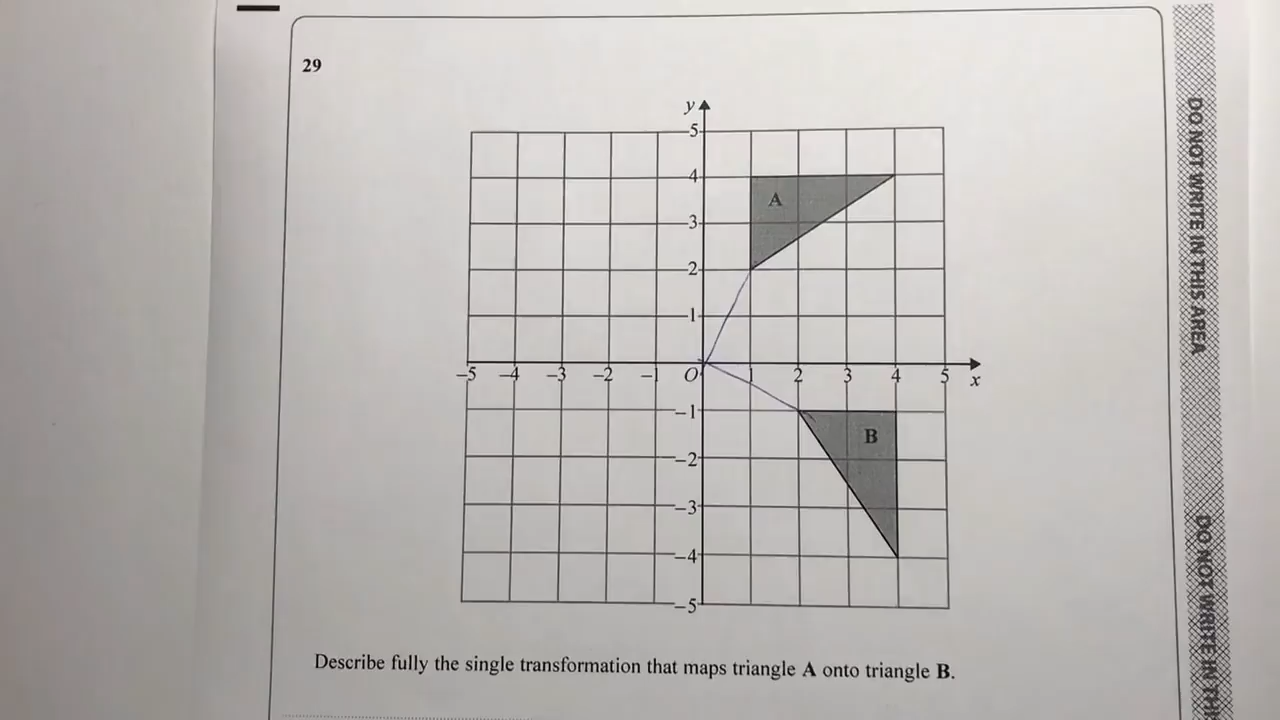 29
y
5
4
A
3
2
1
–5 –4 –3 –2 –1 O 1 2 3 4 5 x
–1
B
–2
–3
–4
–5
Describe fully the single transformation that maps triangle A onto triangle B.
DO NOT WRITE IN THIS AREA
DO NOT WRITE IN TH